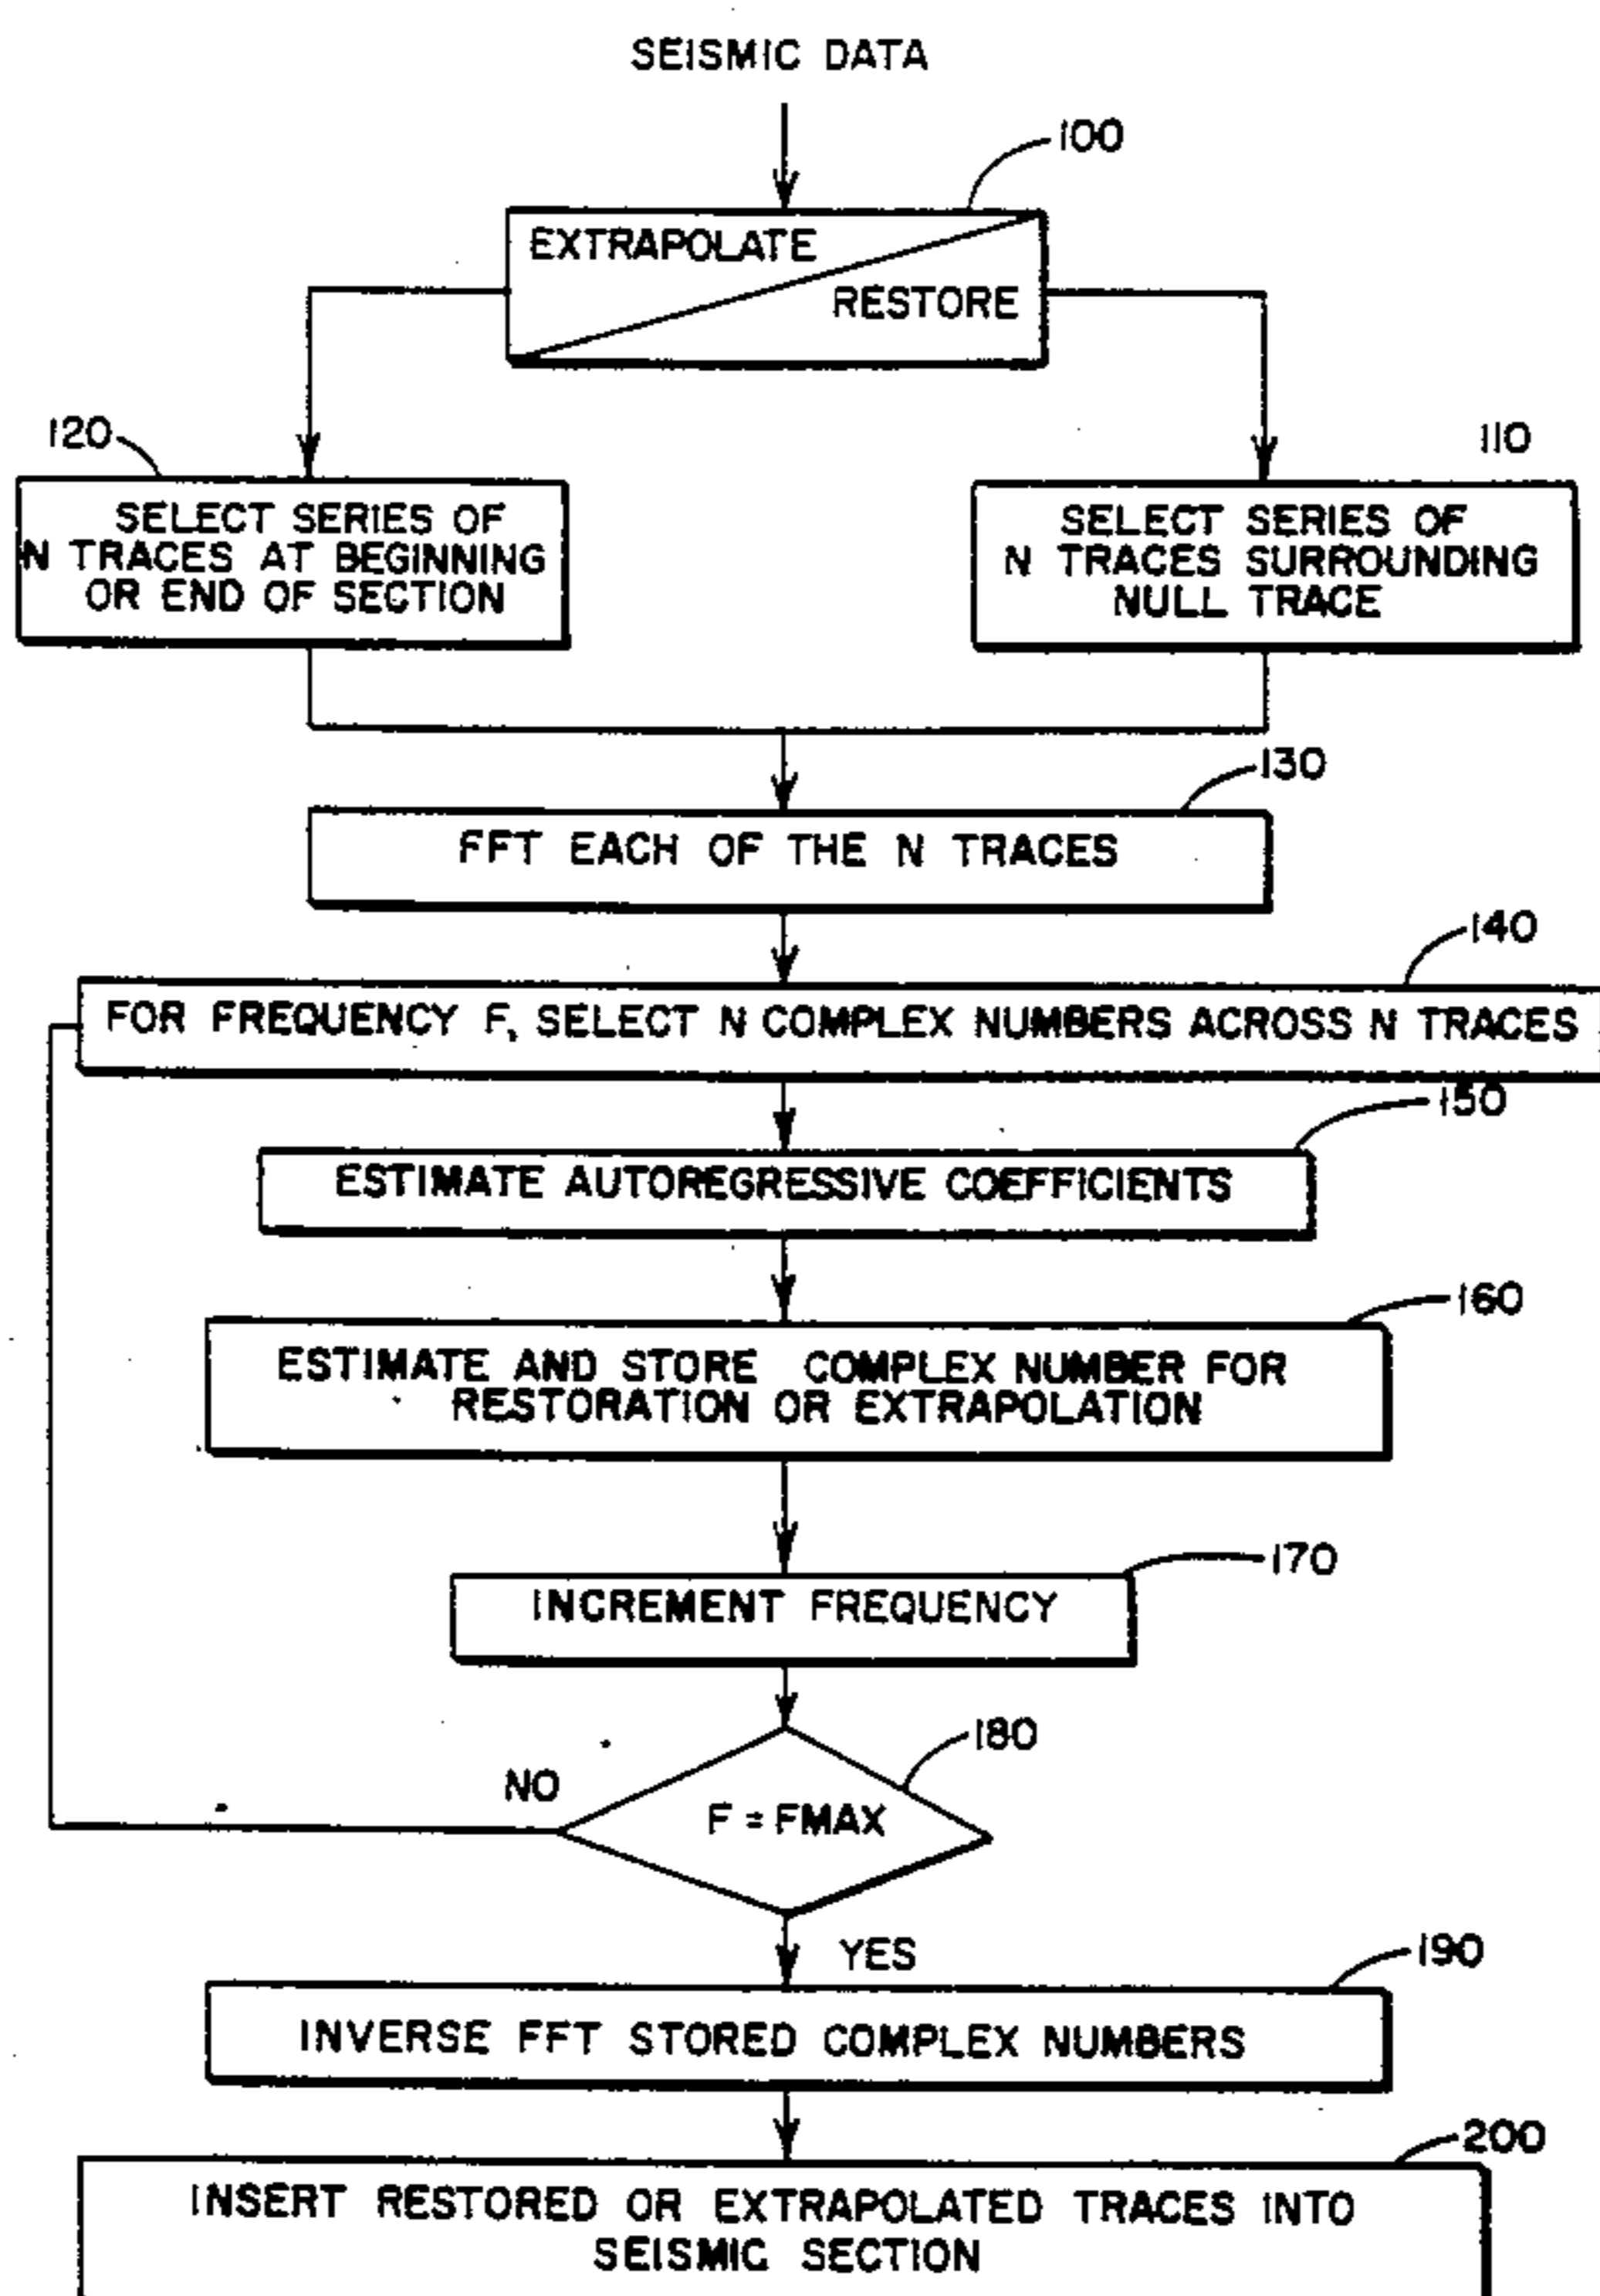 SEISMIC DATA
100
EXTRAPOLATE
RESTORE
120
110
SELECT SERIES OF
N TRACES AT BEGINNING
OR END OF SECTION
SELECT SERIES OF
N TRACES SURROUNDING
NULL TRACE
130
FFT EACH OF THE N TRACES
140
FOR FREQUENCY F, SELECT N COMPLEX NUMBERS ACROSS N TRACES
150
ESTIMATE AUTOREGRESSIVE COEFFICIENTS
160
ESTIMATE AND STORE COMPLEX NUMBER FOR
RESTORATION OR EXTRAPOLATION
170
INCREMENT FREQUENCY
180
NO
F = FMAX
YES
190
INVERSE FFT STORED COMPLEX NUMBERS
200
INSERT RESTORED OR EXTRAPOLATED TRACES INTO
SEISMIC SECTION